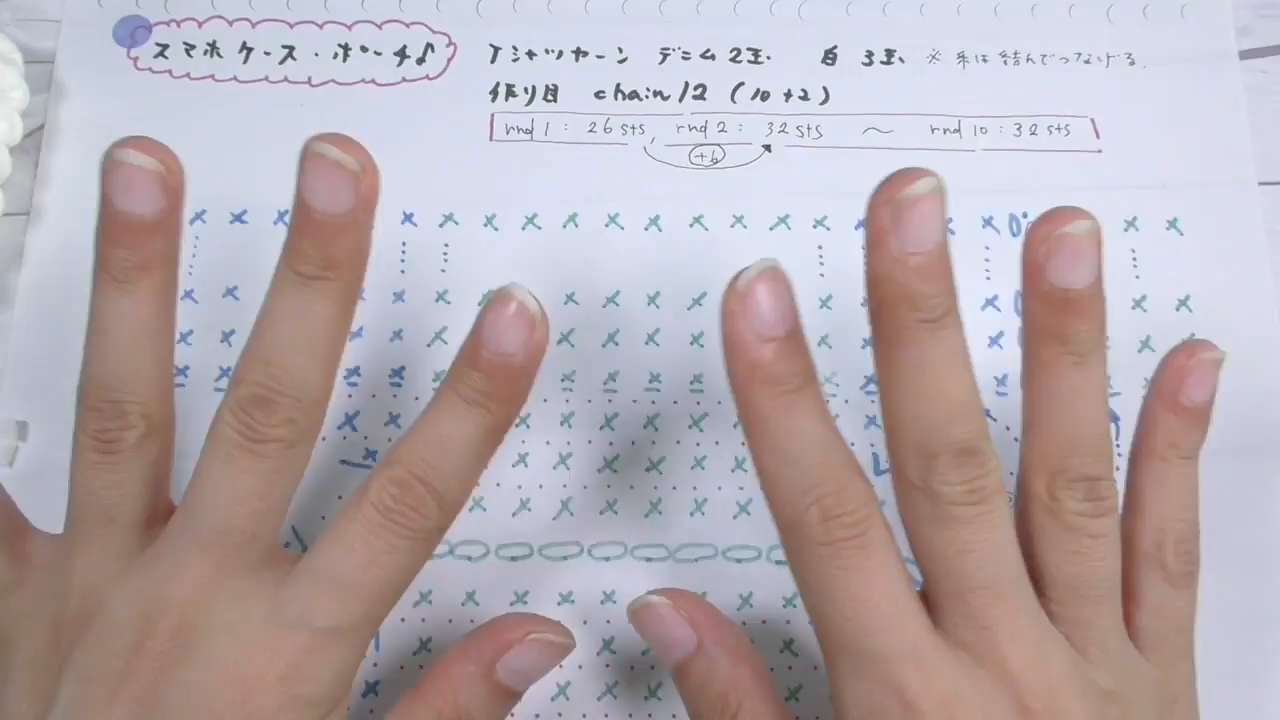 スマホケース・ポーチ♪
Tシャツヤーン デニム2玉. 白 3玉. ※糸は結んでつなげる.
作り目 chain 12 (10+2)
rnd 1: 26 sts, rnd 2: 32 sts 〜 rnd 10: 32 sts
+6